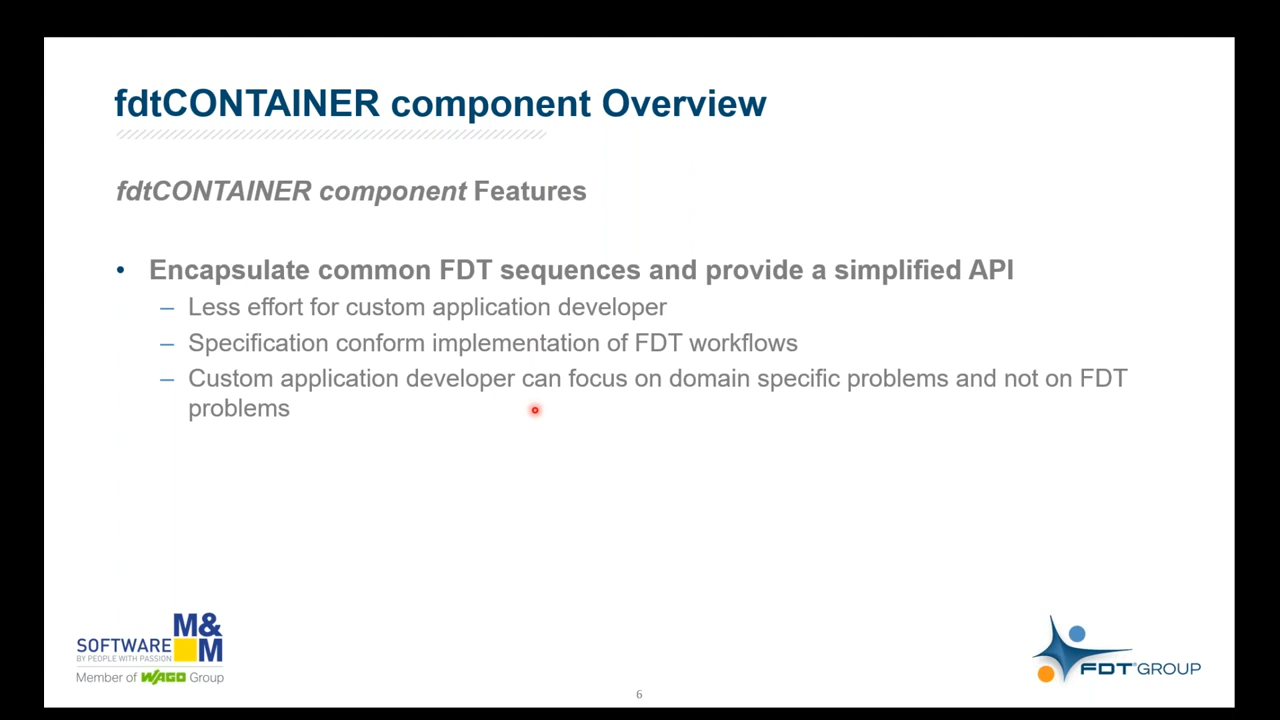 fdtCONTAINER component Overview
fdtCONTAINER component Features
• Encapsulate common FDT sequences and provide a simplified API
– Less effort for custom application developer
– Specification conform implementation of FDT workflows
– Custom application developer can focus on domain specific problems and not on FDT
problems
M&M
SOFTWARE
BY PEOPLE WITH PASSION
Member of WAGO Group
FDT® GROUP
6